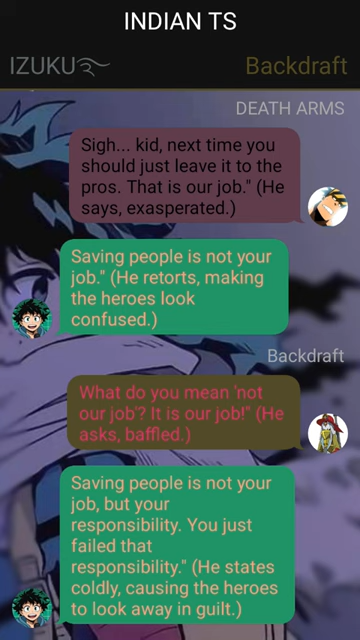 INDIAN TS
IZUKU
Backdraft
DEATH ARMS
Sigh... kid, next time you
should just leave it to the
pros. That is our job." (He
says, exasperated.)
Saving people is not your
job." (He retorts, making
the heroes look
confused.)
Backdraft
What do you mean 'not
our job'? It is our job!" (He
asks, baffled.)
Saving people is not your
job, but your
responsibility. You just
failed that
responsibility." (He states
coldly, causing the heroes
to look away in guilt.)